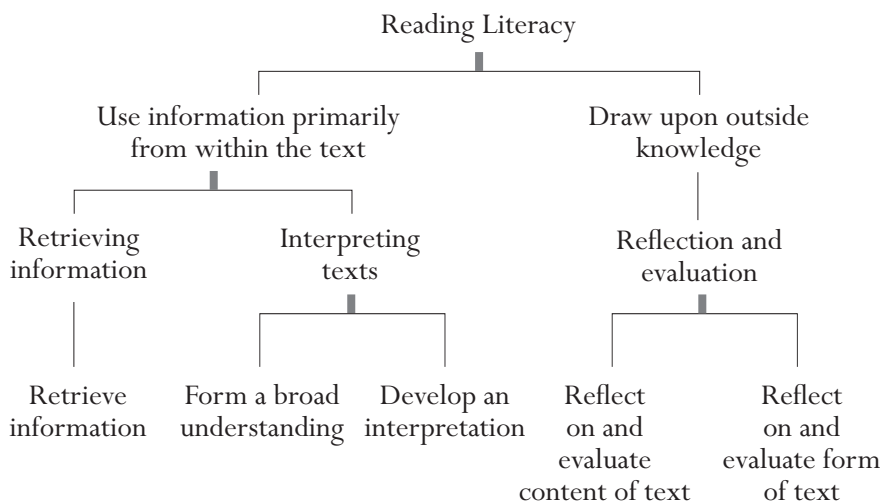 Reading Literacy
Use information primarily
from within the text
Draw upon outside
knowledge
Retrieving
information
Interpreting
texts
Reflection and
evaluation
Retrieve
information
Form a broad
understanding
Develop an
interpretation
Reflect
on and
evaluate
content of text
Reflect
on and
evaluate form
of text